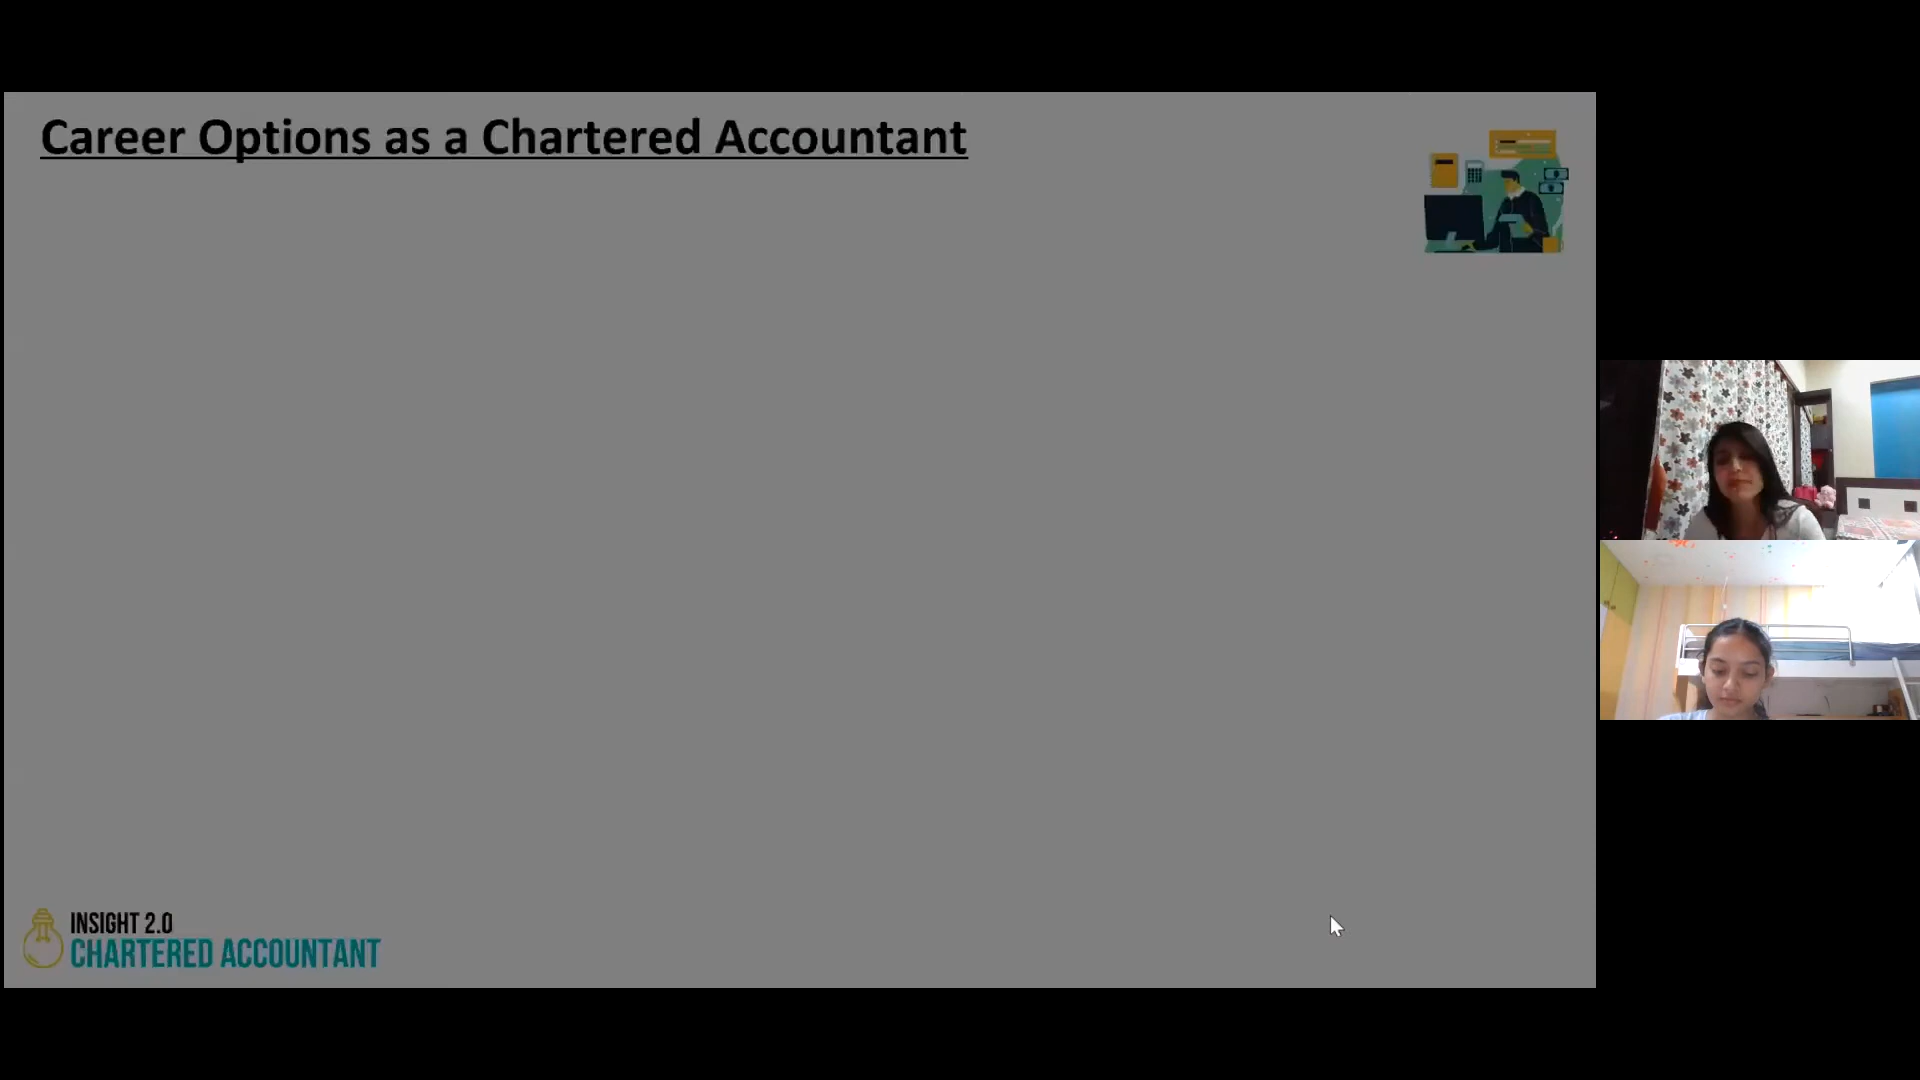 Career Options as a Chartered Accountant
INSIGHT 2.0
CHARTERED ACCOUNTANT